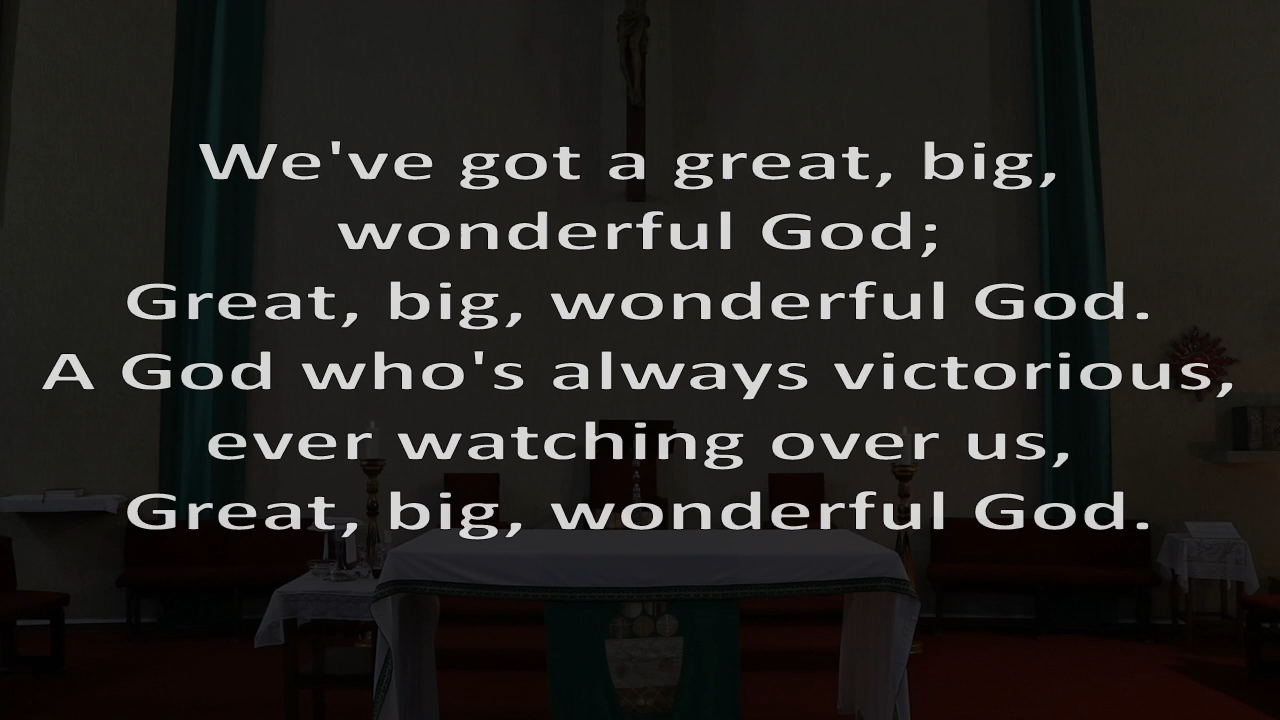 We've got a great, big,
wonderful God;
Great, big, wonderful God.
A God who's always victorious,
ever watching over us,
Great, big, wonderful God.